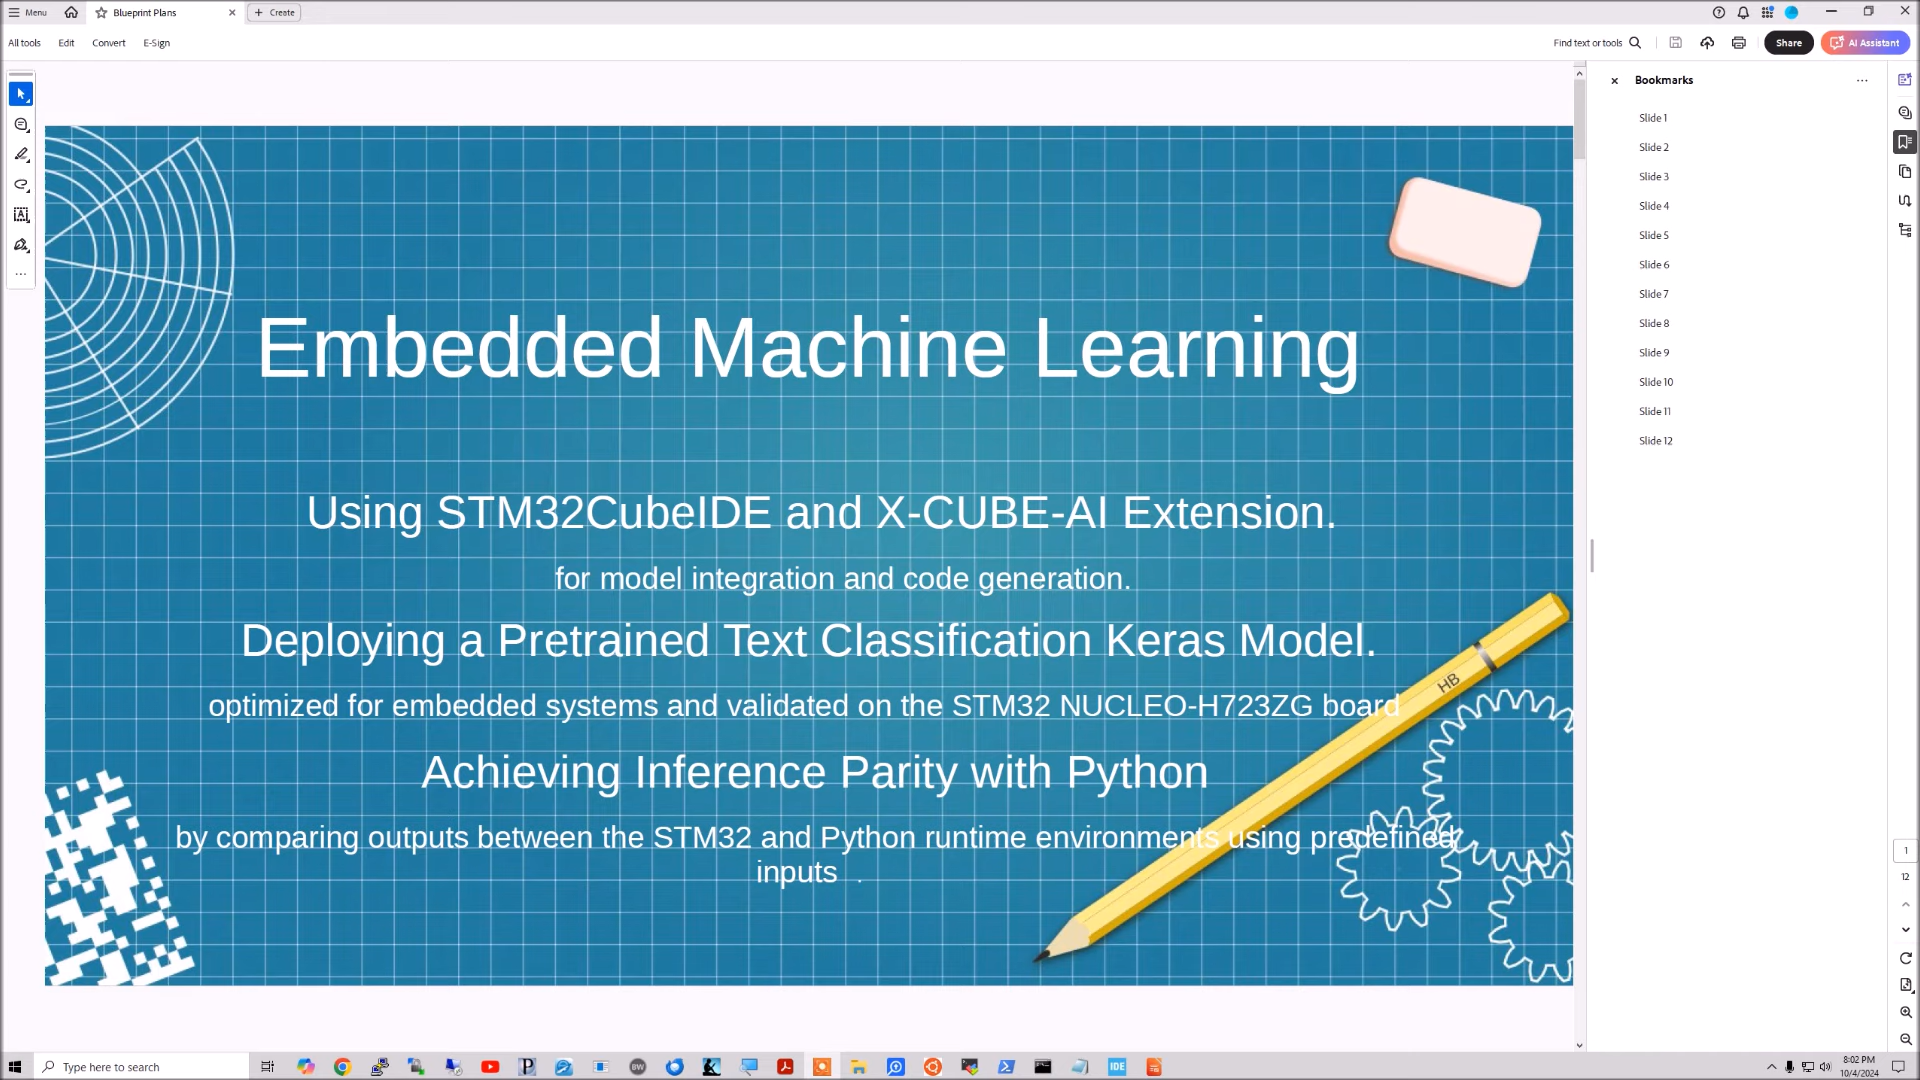 Menu
Blueprint Plans
Create
All tools
Edit
Convert
E-Sign
Find text or tools
Share
AI Assistant
Embedded Machine Learning
Using STM32CubeIDE and X-CUBE-AI Extension.
for model integration and code generation.
Deploying a Pretrained Text Classification Keras Model.
optimized for embedded systems and validated on the STM32 NUCLEO-H723ZG board
Achieving Inference Parity with Python
by comparing outputs between the STM32 and Python runtime environments using predefined
inputs .
HB
Bookmarks
Slide 1
Slide 2
Slide 3
Slide 4
Slide 5
Slide 6
Slide 7
Slide 8
Slide 9
Slide 10
Slide 11
Slide 12
1
12
Type here to search
BW
IDE
8:02 PM
10/4/2024